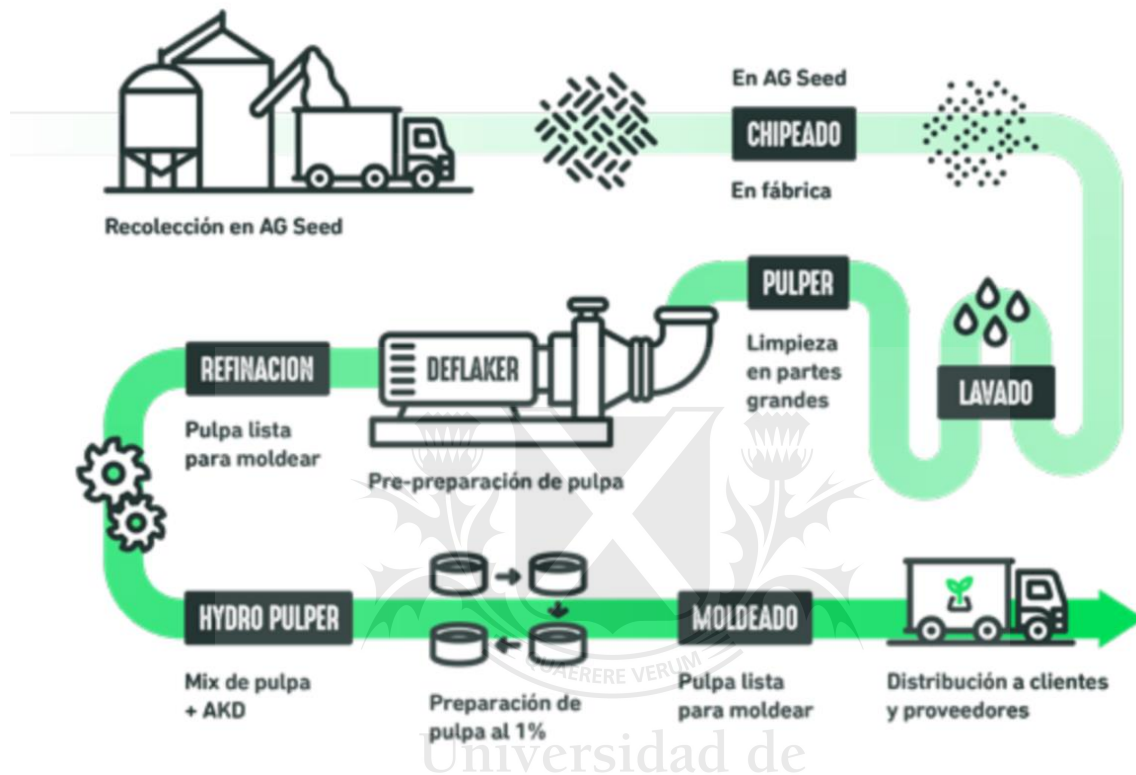 En AG Seed
CHIPEADO
En fábrica
Recolección en AG Seed
PULPER
Limpieza
en partes
grandes
LAVADO
DEFLAKER
Pre-preparación de pulpa
REFINACION
Pulpa lista
para moldear
HYDRO PULPER
Mix de pulpa
+ AKD
Preparación de
pulpa al 1%
MOLDEADO
Pulpa lista
para moldear
Distribución a clientes
y proveedores
QUAERERE VERUM
Universidad de